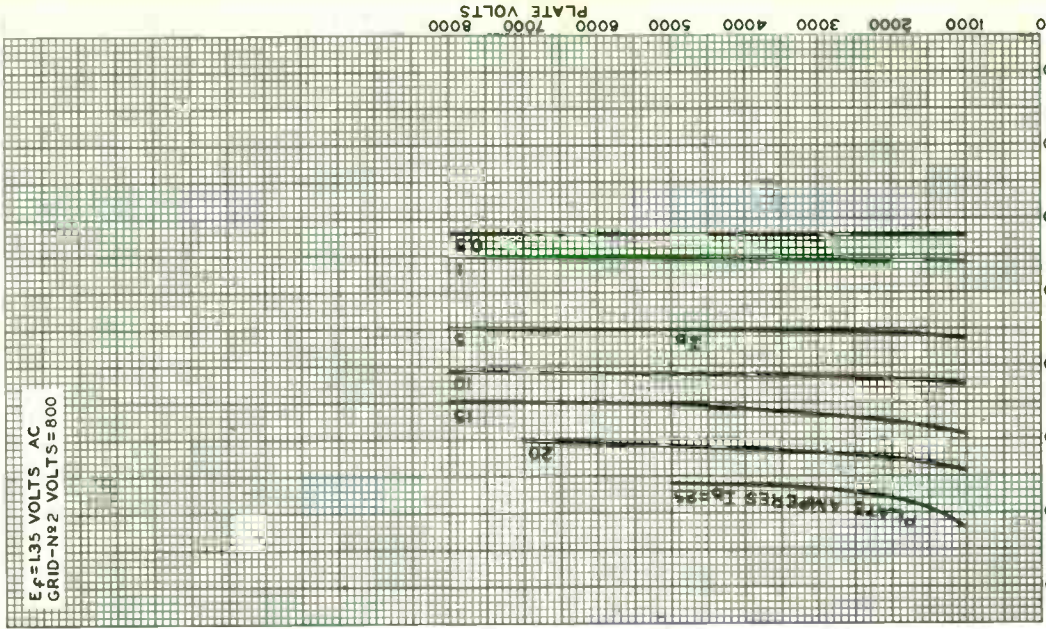 PLATE VOLTS
0 1000 2000 3000 4000 5000 6000 7000 8000
0.5
1
5
Ib
10
15
20
PLATE AMPERES Ib=25
Ef=1.35 VOLTS AC
GRID-Nº2 VOLTS=800